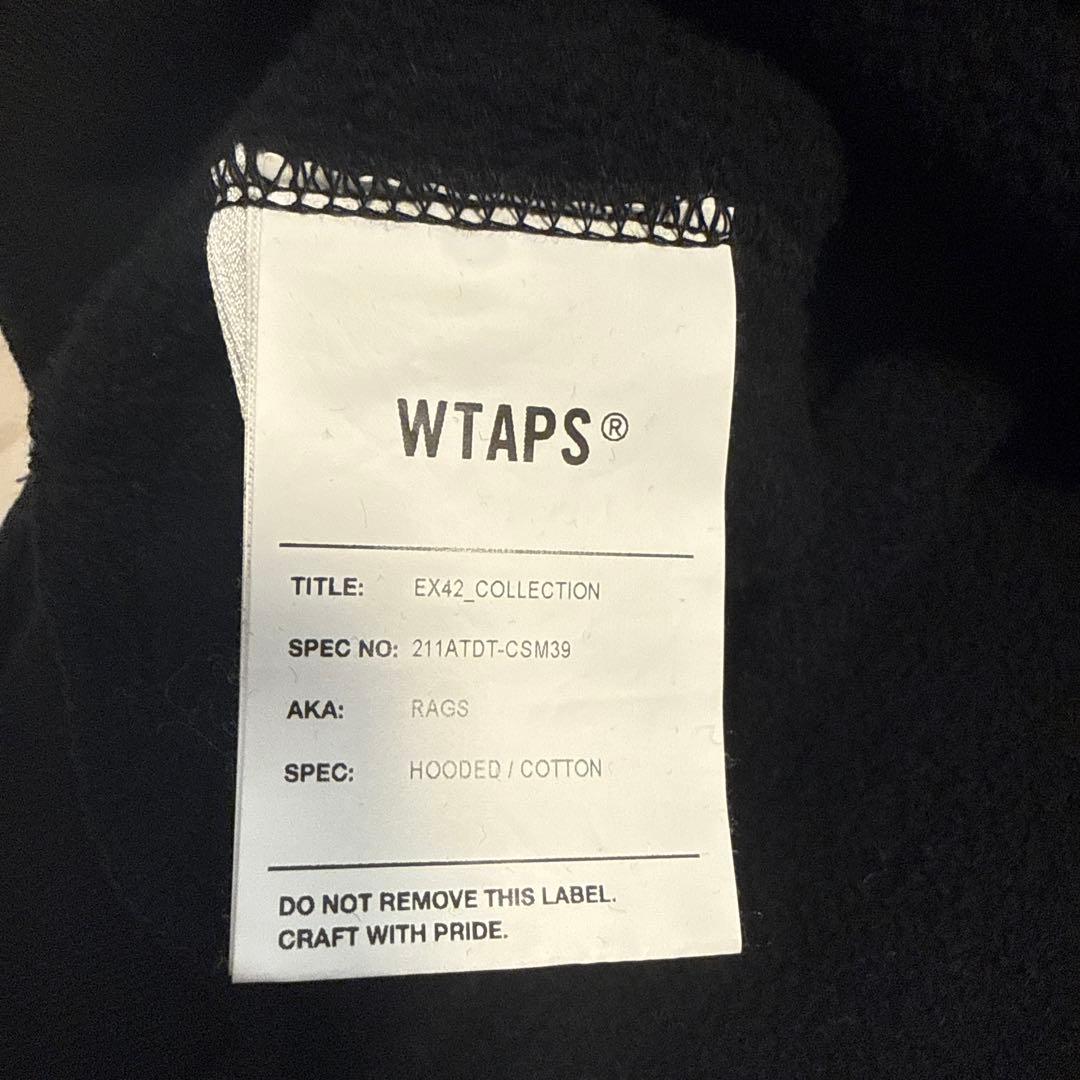 WTAPS®
TITLE: EX42_COLLECTION
SPEC NO: 211ATDT-CSM39
AKA: RAGS
SPEC: HOODED / COTTON
DO NOT REMOVE THIS LABEL.
CRAFT WITH PRIDE.